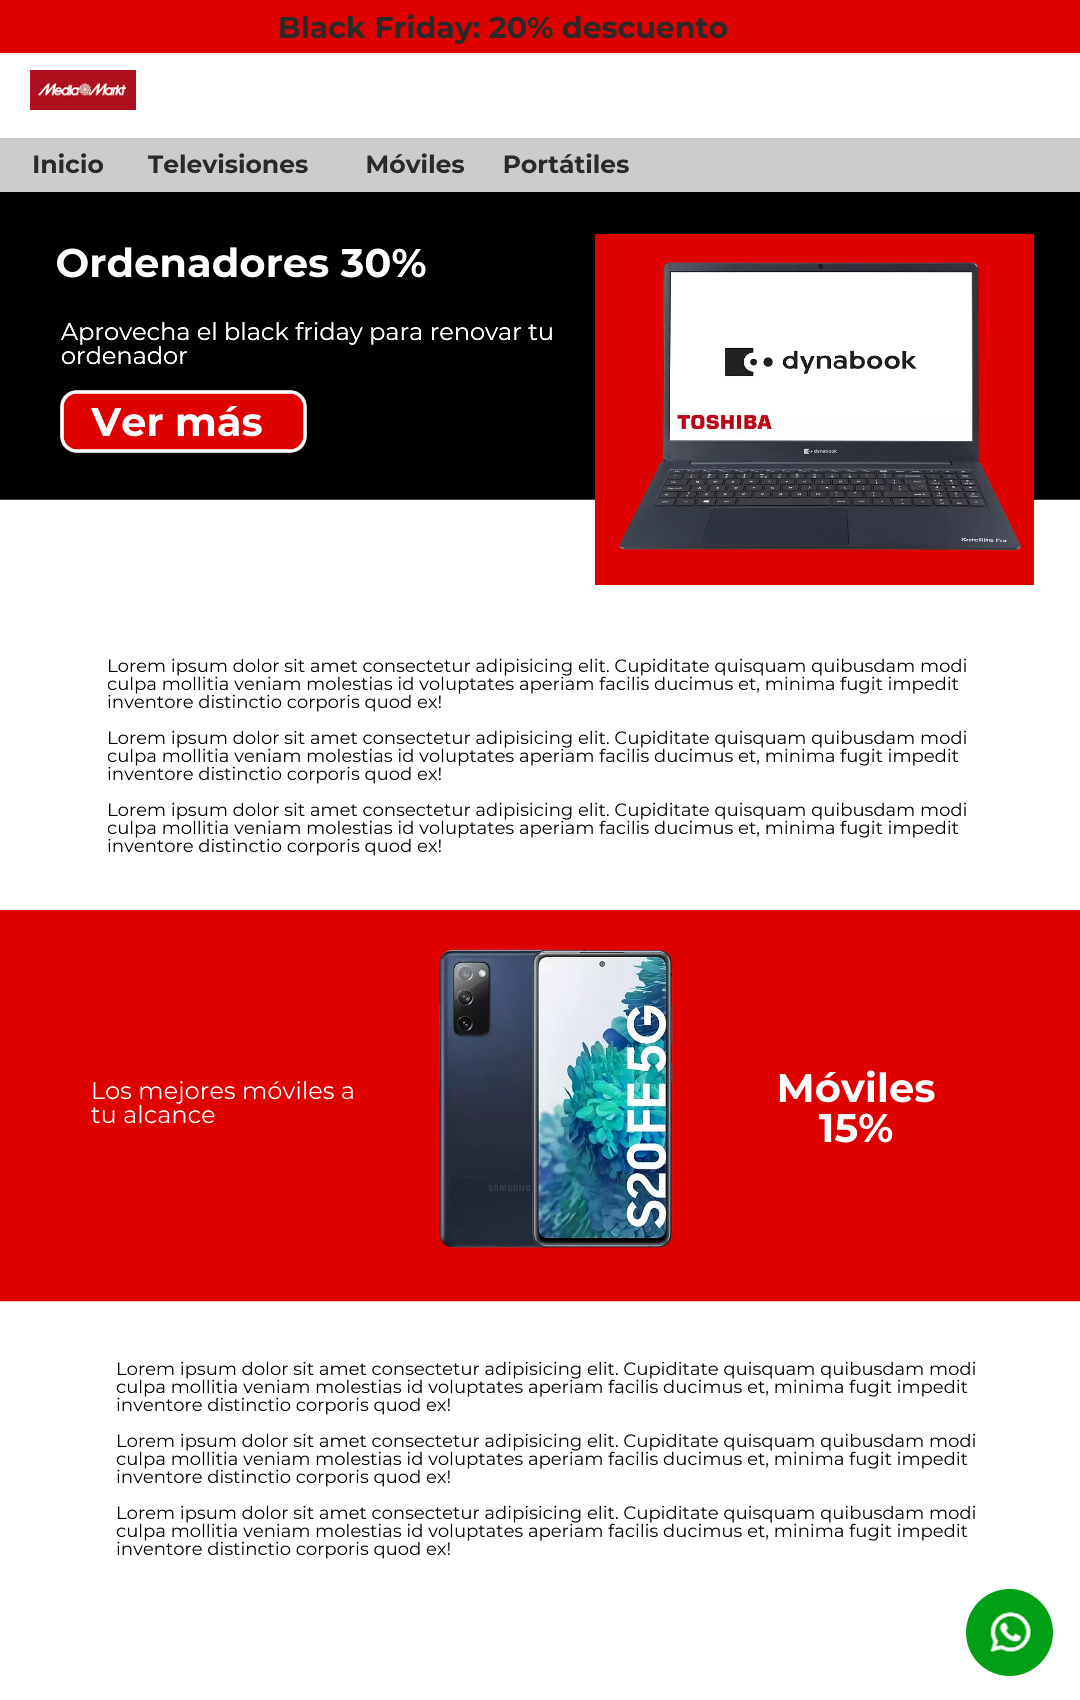 Black Friday: 20% descuento
MediaMarkt
Inicio Televisiones Móviles Portátiles
Ordenadores 30%
Aprovecha el black friday para renovar tu
ordenador
Ver más
dynabook
TOSHIBA
dynabook
Satellite Pro
Lorem ipsum dolor sit amet consectetur adipisicing elit. Cupiditate quisquam quibusdam modi
culpa mollitia veniam molestias id voluptates aperiam facilis ducimus et, minima fugit impedit
inventore distinctio corporis quod ex!
Lorem ipsum dolor sit amet consectetur adipisicing elit. Cupiditate quisquam quibusdam modi
culpa mollitia veniam molestias id voluptates aperiam facilis ducimus et, minima fugit impedit
inventore distinctio corporis quod ex!
Lorem ipsum dolor sit amet consectetur adipisicing elit. Cupiditate quisquam quibusdam modi
culpa mollitia veniam molestias id voluptates aperiam facilis ducimus et, minima fugit impedit
inventore distinctio corporis quod ex!
Los mejores móviles a
tu alcance
SAMSUNG
S20 FE 5G
Móviles
15%
Lorem ipsum dolor sit amet consectetur adipisicing elit. Cupiditate quisquam quibusdam modi
culpa mollitia veniam molestias id voluptates aperiam facilis ducimus et, minima fugit impedit
inventore distinctio corporis quod ex!
Lorem ipsum dolor sit amet consectetur adipisicing elit. Cupiditate quisquam quibusdam modi
culpa mollitia veniam molestias id voluptates aperiam facilis ducimus et, minima fugit impedit
inventore distinctio corporis quod ex!
Lorem ipsum dolor sit amet consectetur adipisicing elit. Cupiditate quisquam quibusdam modi
culpa mollitia veniam molestias id voluptates aperiam facilis ducimus et, minima fugit impedit
inventore distinctio corporis quod ex!